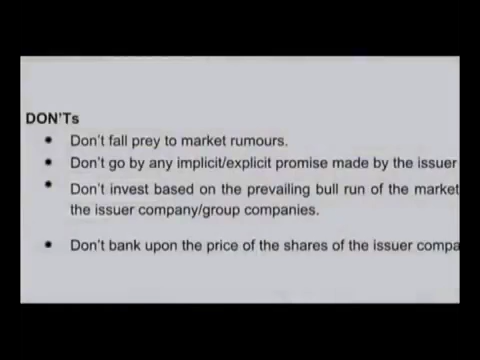 DON'Ts
• Don't fall prey to market rumours.
• Don't go by any implicit/explicit promise made by the issuer
• Don't invest based on the prevailing bull run of the market
the issuer company/group companies.
• Don't bank upon the price of the shares of the issuer